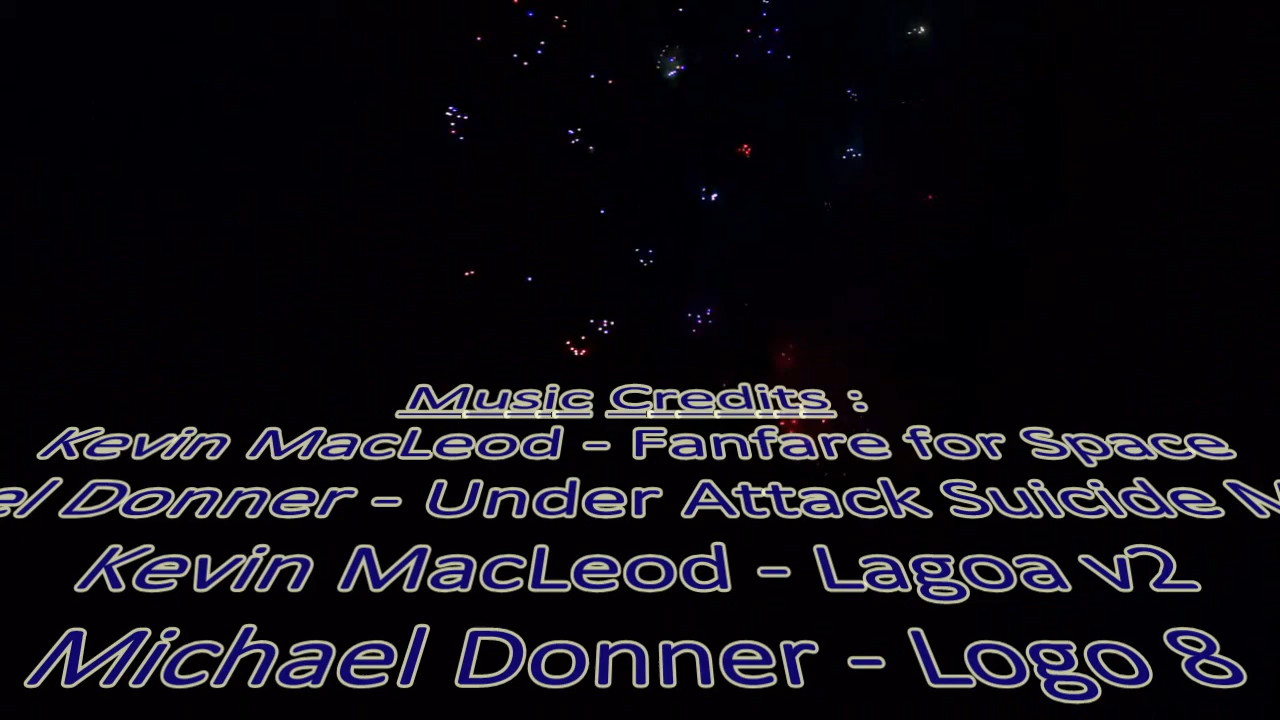 Music Credits :
Kevin MacLeod – Fanfare for Space
Donner – Under Attack Suicide
Kevin MacLeod – Lagoa v2
Michael Donner – Logo 8